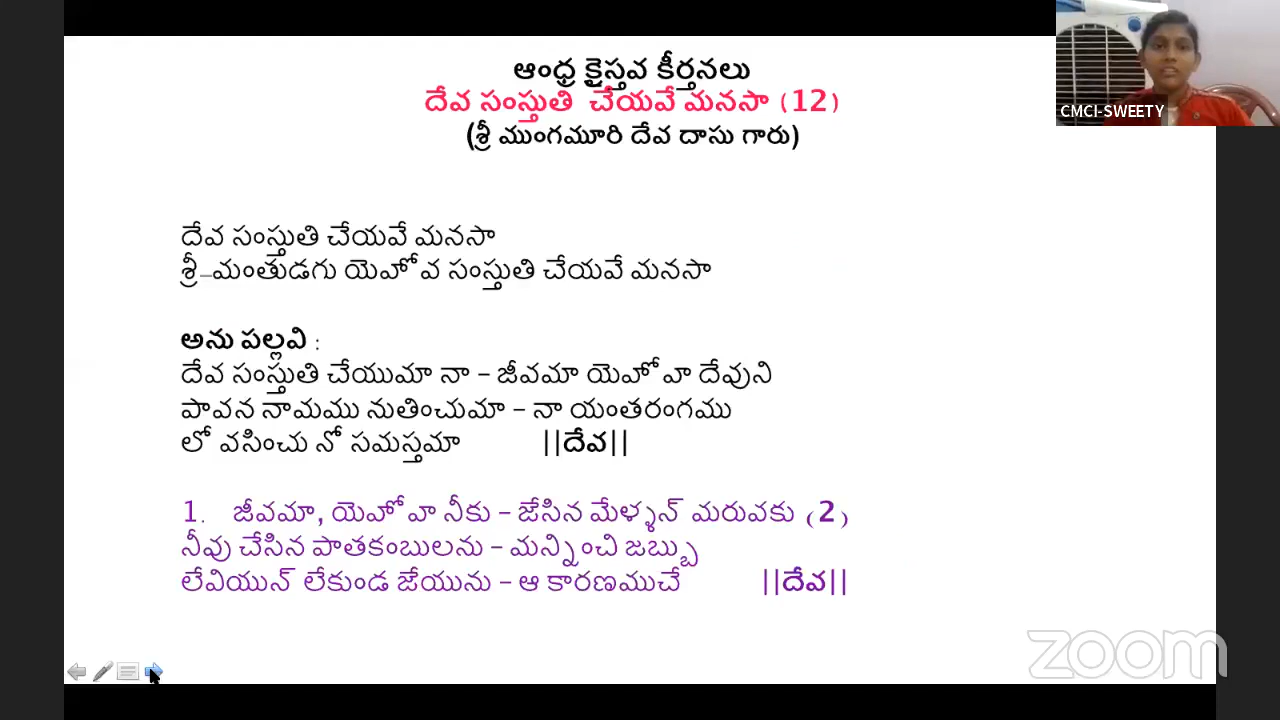 ఆంధ్ర క్రైస్తవ కీర్తనలు
దేవ సంస్తుతి చేయవే మనసా (12)
(శ్రీ ముంగమూరి దేవ దాసు గారు)
CMCI-SWEETY
దేవ సంస్తుతి చేయవే మనసా
శ్రీ–మంతుడగు యెహోవ సంస్తుతి చేయవే మనసా
అను పల్లవి :
దేవ సంస్తుతి చేయుమా నా – జీవమా యెహోవా దేవుని
పావన నామము నుతించుమా – నా యంతరంగము
లో వసించు నో సమస్తమా ||దేవ||
1. జీవమా, యెహోవా నీకు – జేసిన మేళ్ళన్ మరువకు (2)
నీవు చేసిన పాతకంబులను – మన్నించి జబ్బు
లేవియున్ లేకుండ జేయును – ఆ కారణముచే ||దేవ||
zoom